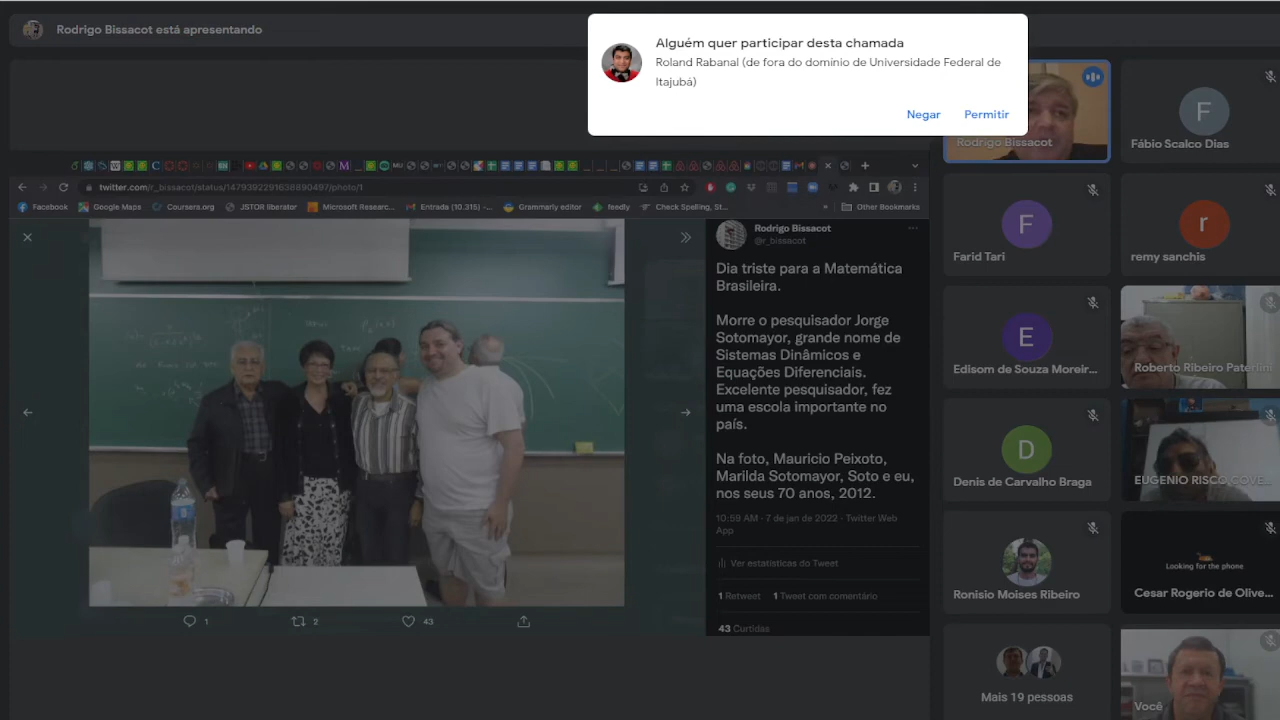 Rodrigo Bissacot está apresentando
Alguém quer participar desta chamada
Roland Rabanal (de fora do domínio de Universidade Federal de
Itajubá)
Negar
Permitir
twitter.com/r_bissacot/status/1479392291638890497/photo/1
Facebook
Google Maps
Coursers.org
JSTOR liberator
Microsoft Researc...
Entrada (10.315) -...
Grammarly editor
feedly
Check Spelling, St...
»
Other Bookmarks
Rodrigo Bissacot
@r_bissacot
Dia triste para a Matemática
Brasileira.
Morre o pesquisador Jorge
Sotomayor, grande nome de
Sistemas Dinâmicos e
Equações Diferenciais.
Excelente pesquisador, fez
uma escola importante no
país.
Na foto, Mauricio Peixoto,
Marilda Sotomayor, Soto e eu,
nos seus 70 anos, 2012.
10:59 AM · 7 de jan de 2022 · Twitter Web
App
Ver estatísticas do Tweet
1 Retweet 1 Tweet com comentário
43 Curtidas
1
2
43
Rodrigo Bissacot
F
Fábio Scalco Dias
F
Farid Tari
r
remy sanchis
E
Edisom de Souza Moreir...
Roberto Ribeiro Paterlini
D
Denis de Carvalho Braga
EUGENIO RISCO COVE...
Ronisio Moises Ribeiro
Looking for the phone
Cesar Rogerio de Olive...
Mais 19 pessoas
Você